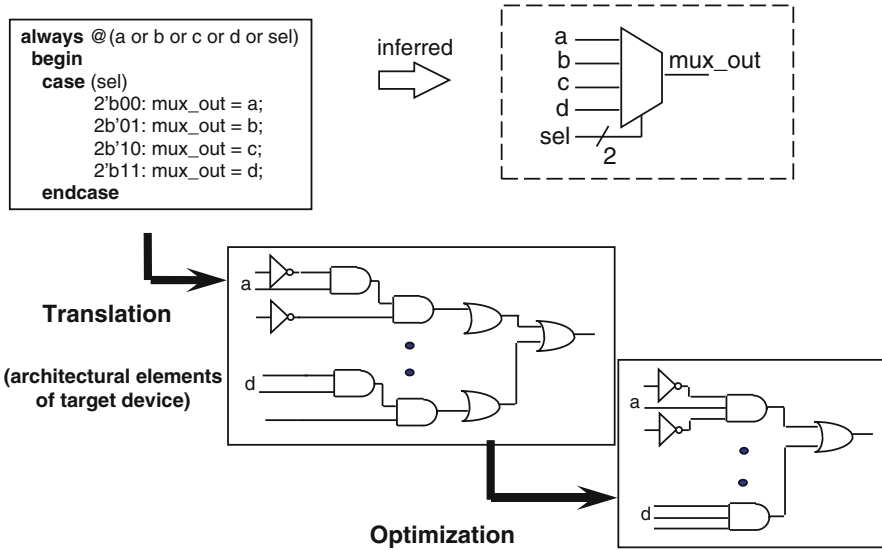 always @(a or b or c or d or sel)
begin
case (sel)
2'b00: mux_out = a;
2b'01: mux_out = b;
2b'10: mux_out = c;
2'b11: mux_out = d;
endcase
inferred
a
b
c
d
sel
2
mux_out
Translation
(architectural elements
of target device)
a
d
Optimization
a
d